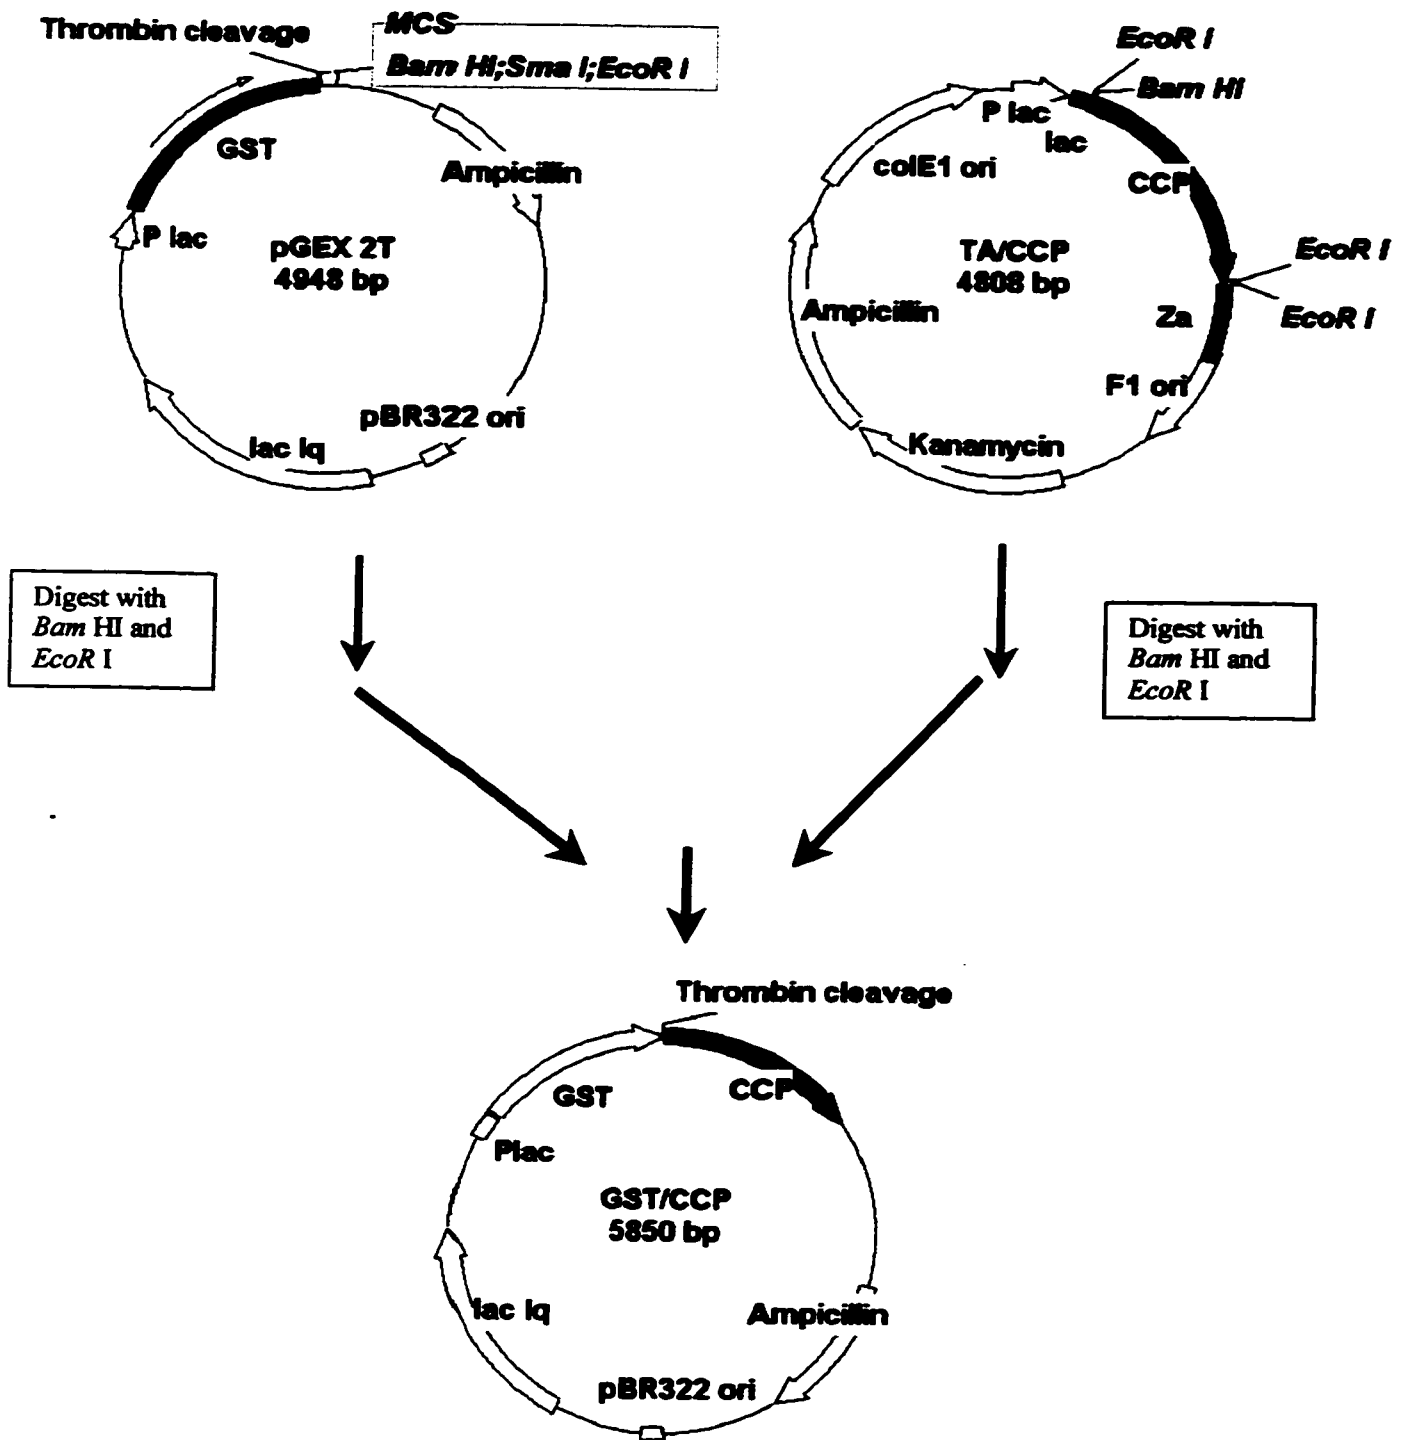 Thrombin cleavage
MCS
Bam HI;Sma I;EcoR I
GST
Ampicillin
P lac
pGEX 2T
4948 bp
pBR322 ori
lac Iq
EcoR I
Bam HI
P lac
lac
colE1 ori
CCP
TA/CCP
4808 bp
EcoR I
EcoR I
Ampicillin
Za
F1 ori
Kanamycin
Digest with
Bam HI and
EcoR I
Digest with
Bam HI and
EcoR I
Thrombin cleavage
GST
CCP
Plac
GST/CCP
5850 bp
lac Iq
Ampicillin
pBR322 ori